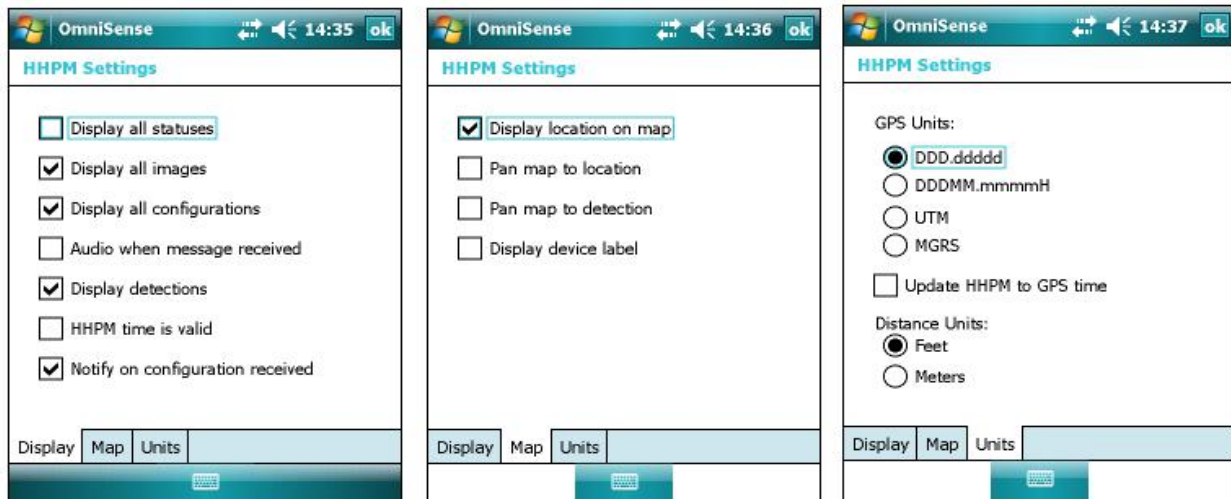 OmniSense 14:35 ok
HHPM Settings
Display all statuses
Display all images
Display all configurations
Audio when message received
Display detections
HHPM time is valid
Notify on configuration received
Display Map Units
OmniSense 14:36 ok
HHPM Settings
Display location on map
Pan map to location
Pan map to detection
Display device label
Display Map Units
OmniSense 14:37 ok
HHPM Settings
GPS Units:
DDD.ddddd
DDDMM.mmmmH
UTM
MGRS
Update HHPM to GPS time
Distance Units:
Feet
Meters
Display Map Units